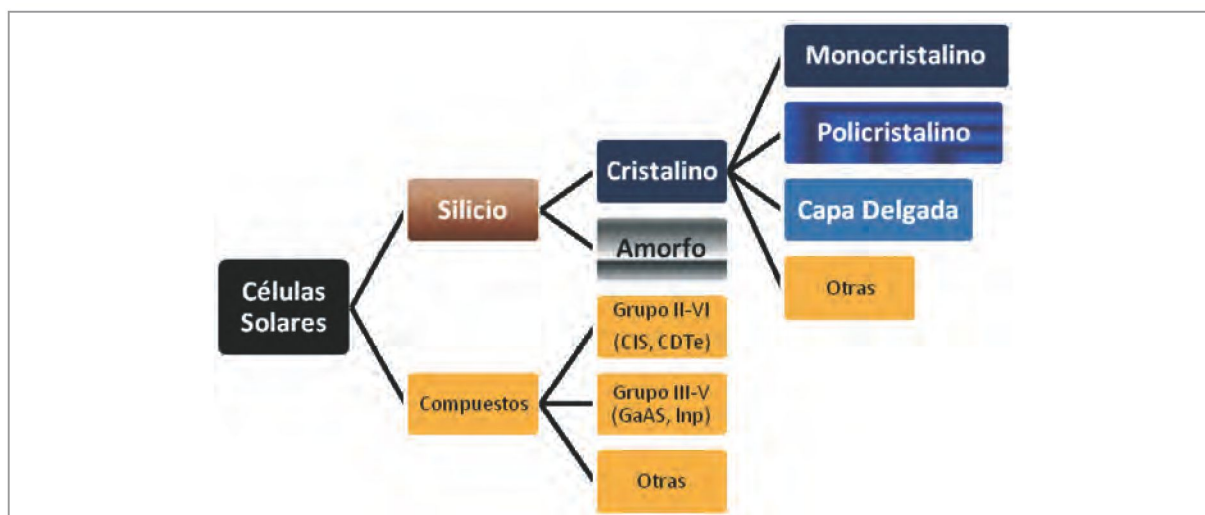 Células
Solares
Silicio
Cristalino
Monocristalino
Policristalino
Capa Delgada
Otras
Amorfo
Compuestos
Grupo II-VI
(CIS, CDTe)
Grupo III-V
(GaAS, Inp)
Otras